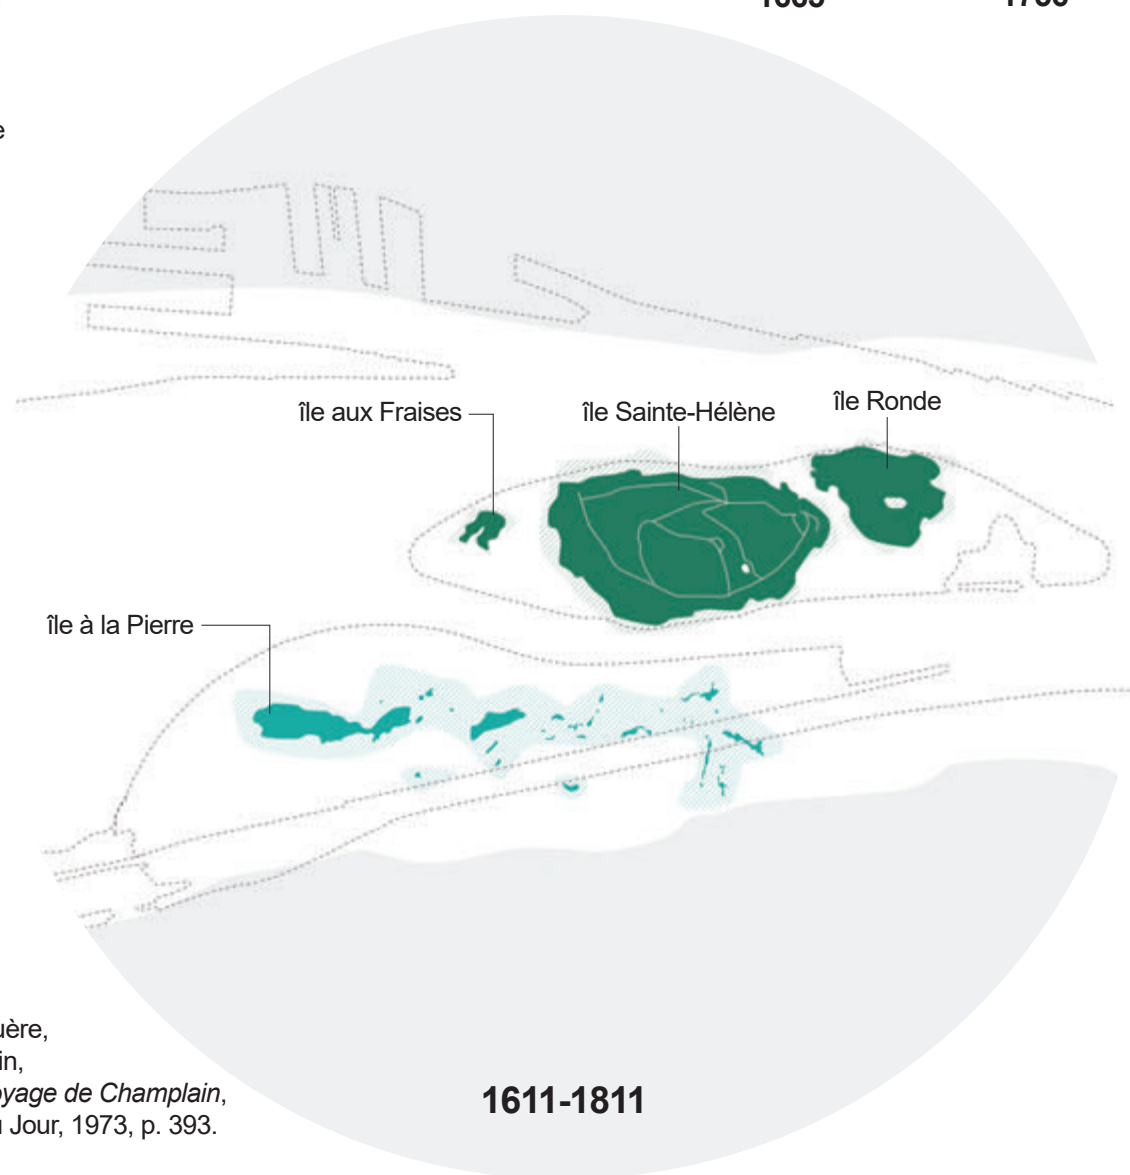 île aux Fraises
île Sainte-Hélène
île Ronde
île à la Pierre
1611-1811
in,
oyage de Champlain,
Jour, 1973, p. 393.